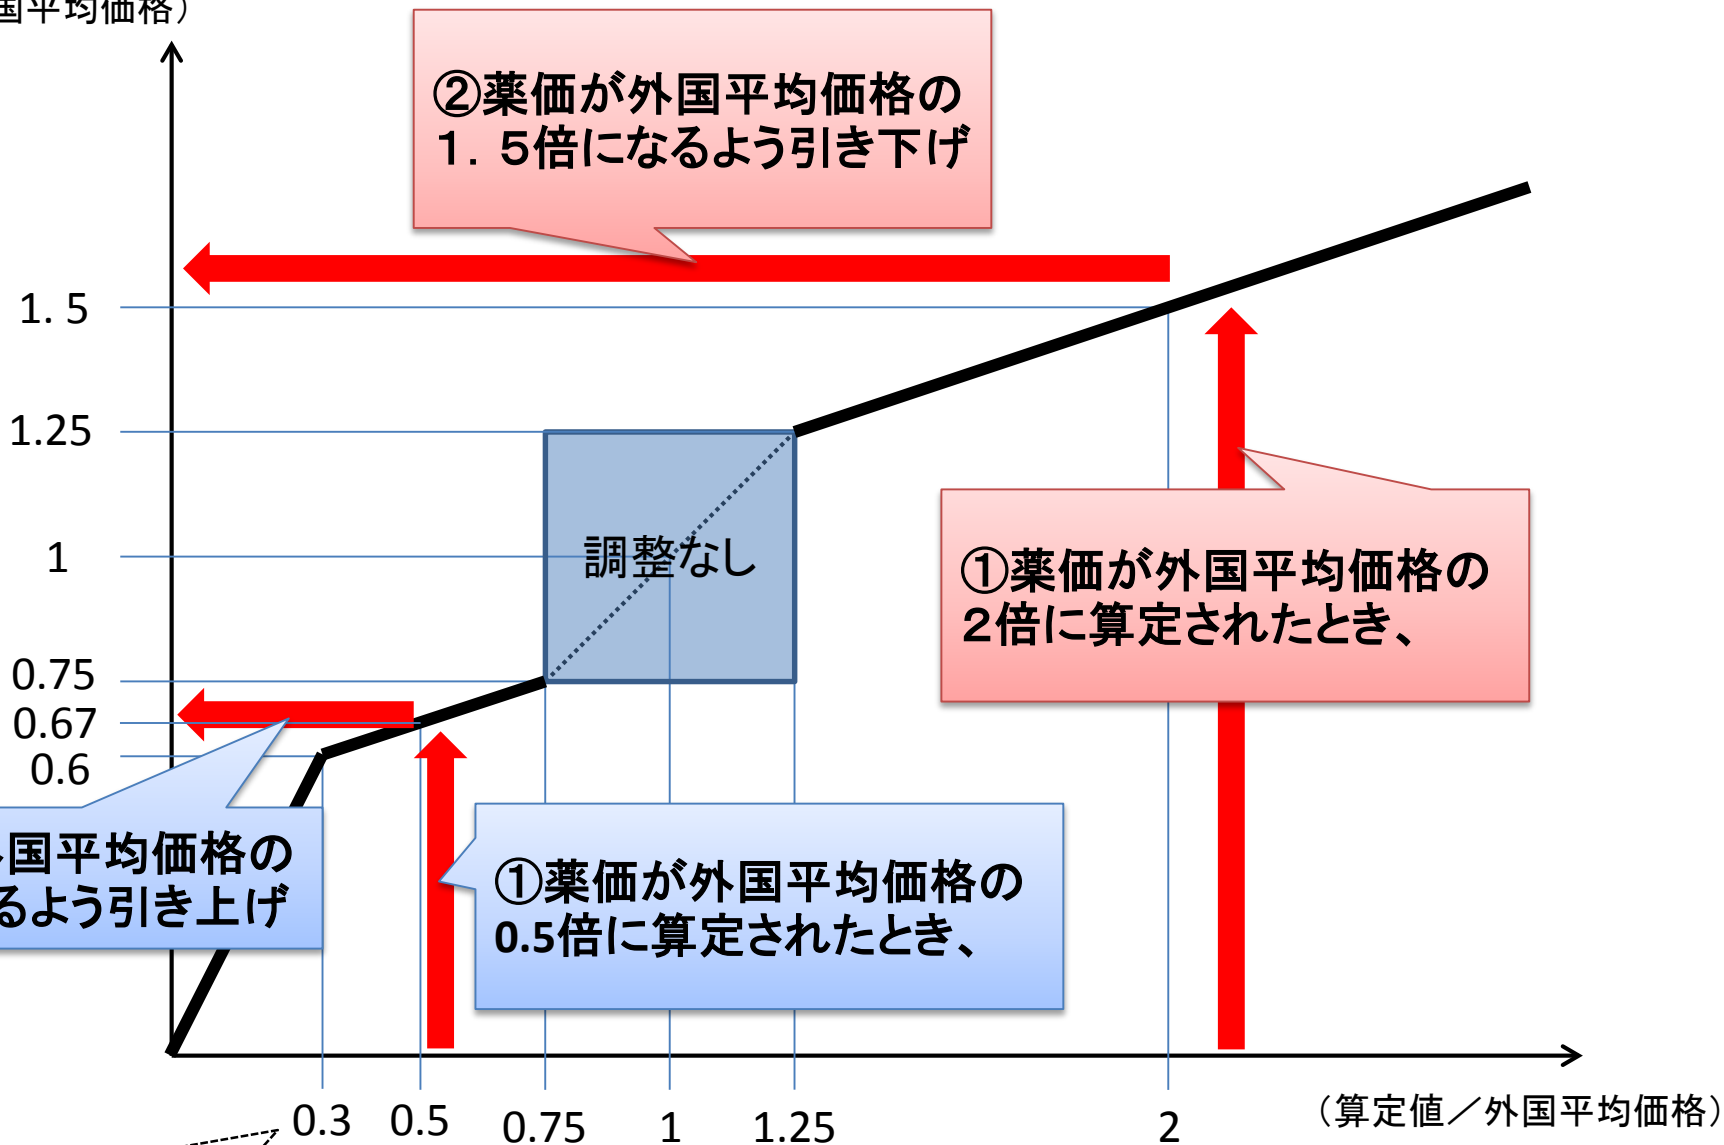 国平均価格）
②薬価が外国平均価格の
１．５倍になるよう引き下げ
1. 5
1.25
1
0.75
0.67
0.6
調整なし
①薬価が外国平均価格の
２倍に算定されたとき、
国平均価格の
るよう引き上げ
①薬価が外国平均価格の
0.5倍に算定されたとき、
0.3 0.5 0.75 1 1.25 2
（算定値／外国平均価格）